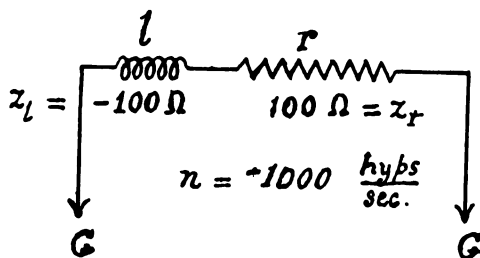 l r
z_l = -100 Ω 100 Ω = z_r
n = +1000 hyps/sec.
G G